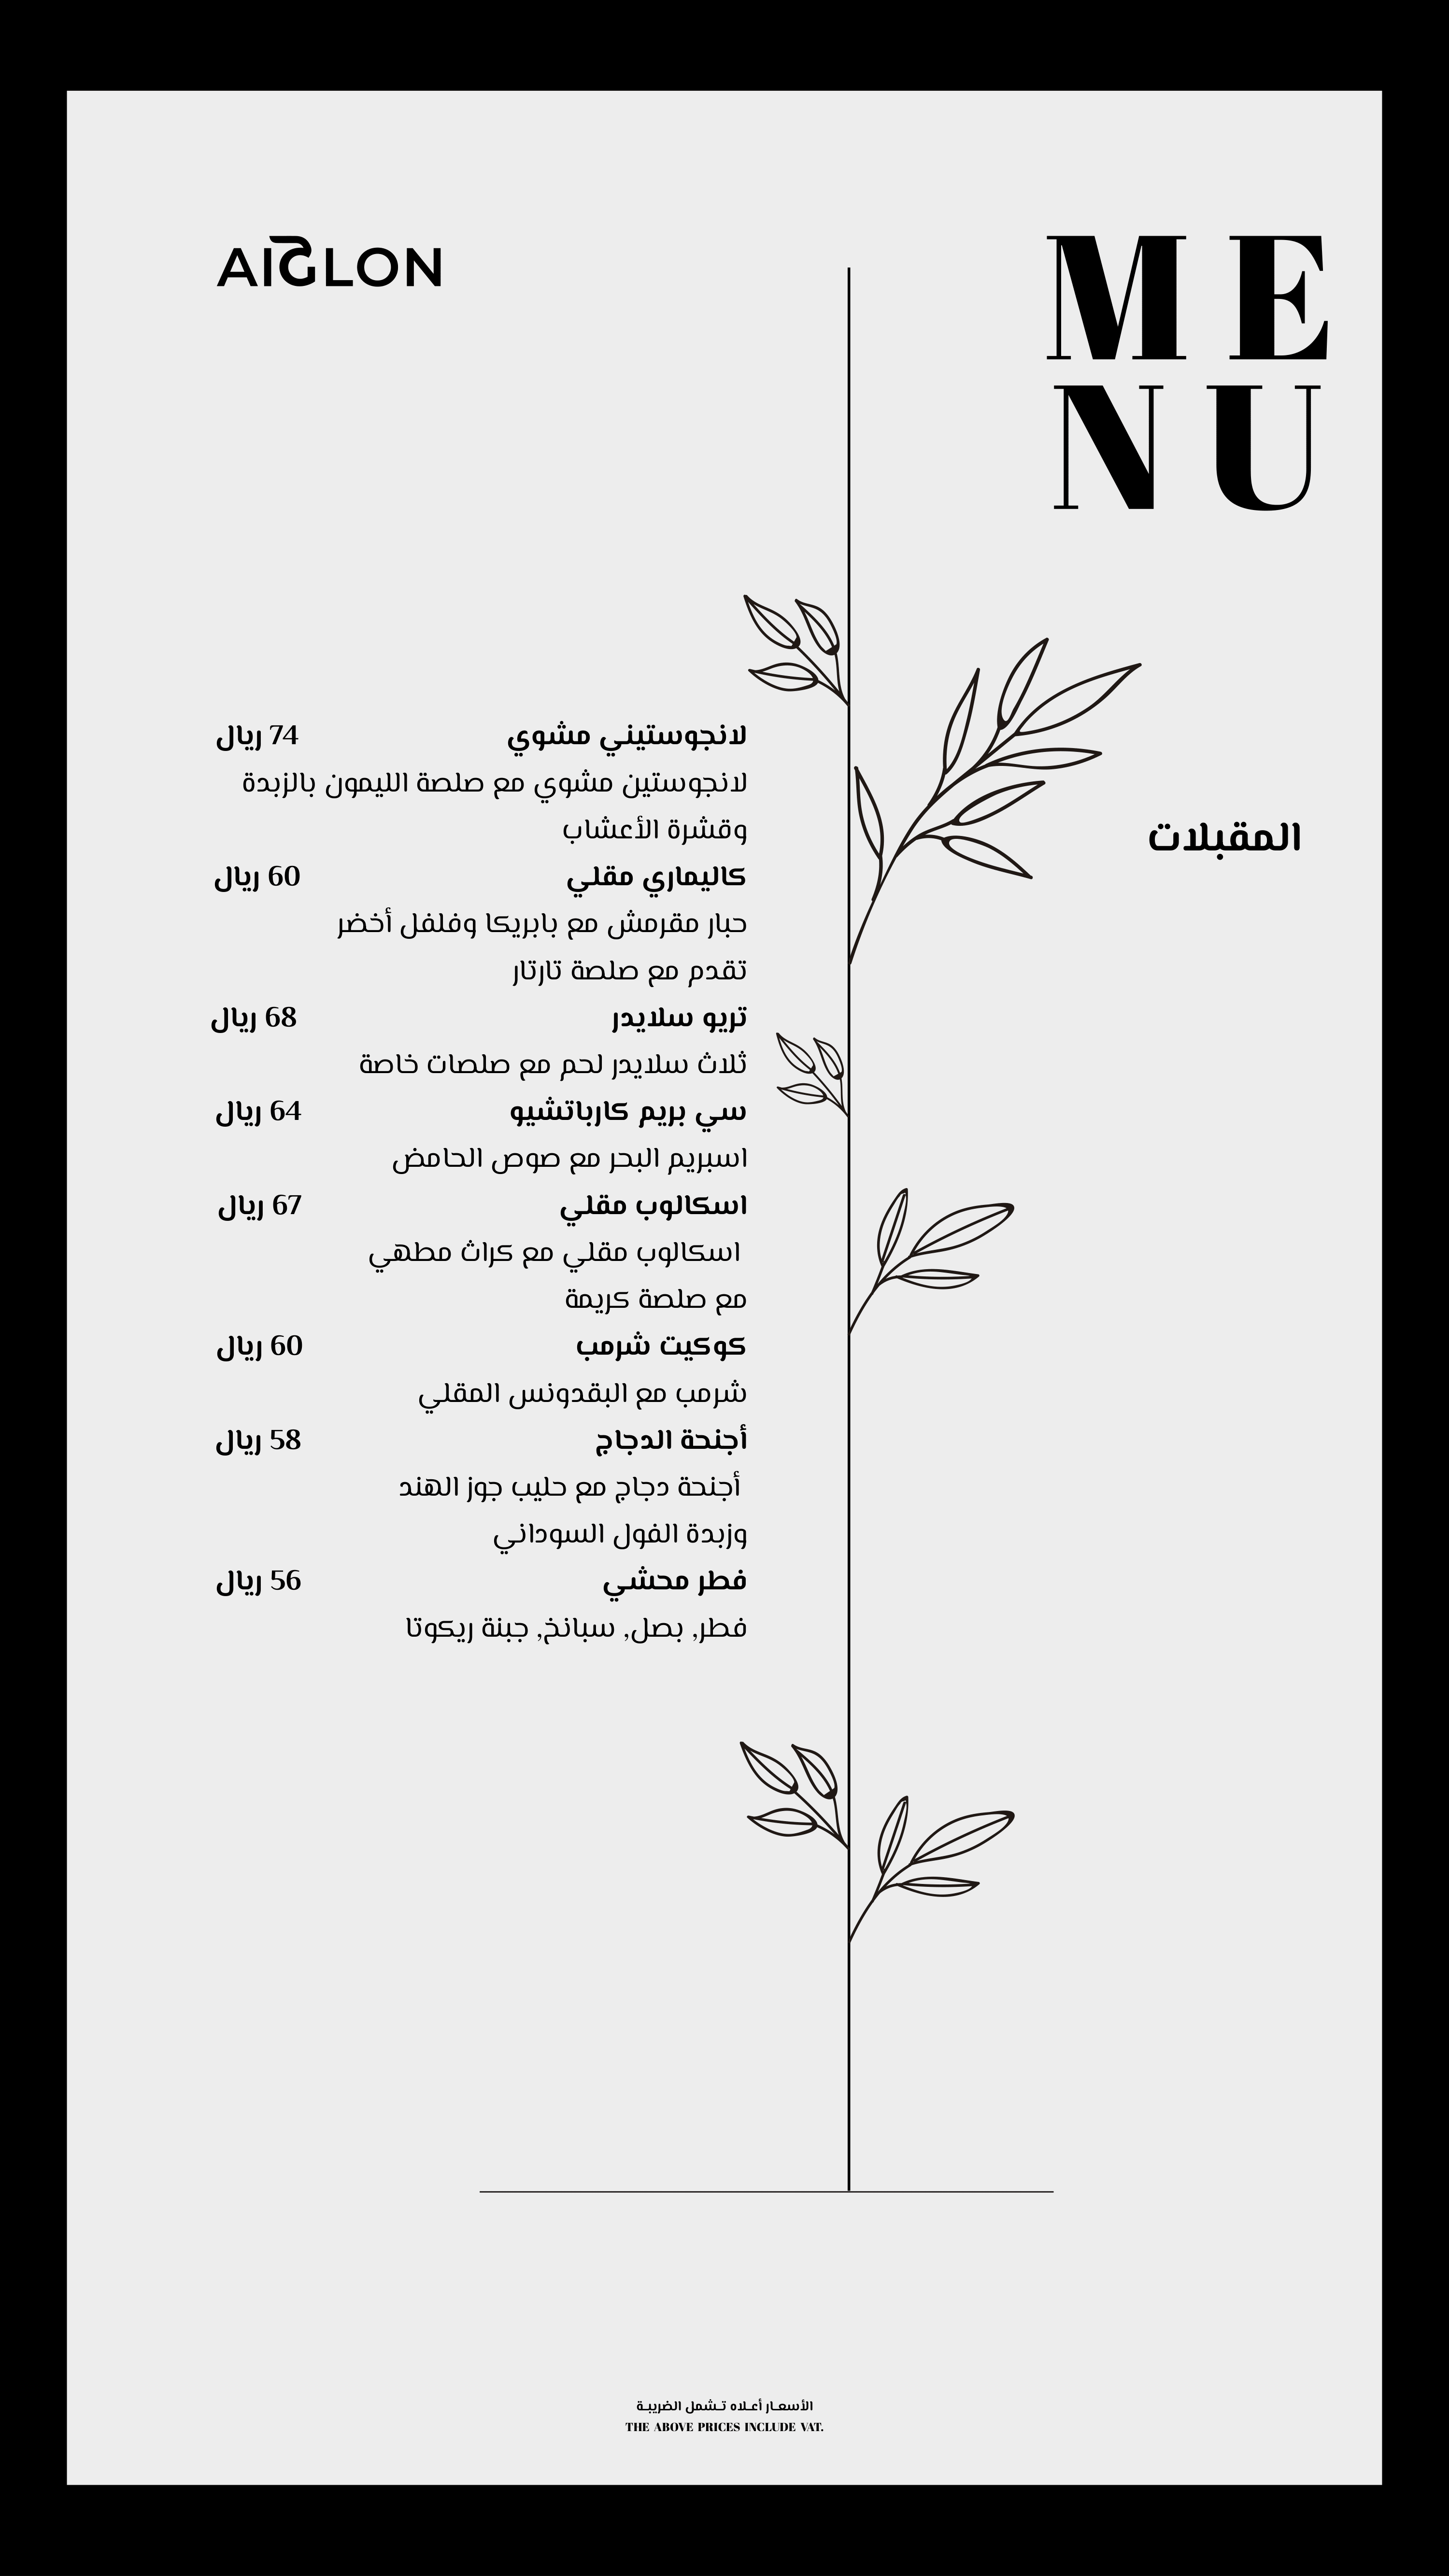 AIGLON
ME
NU
المقبلات
لانجوستيني مشوي 74 ريال
لانجوستين مشوي مع صلصة الليمون بالزبدة
وقشرة الأعشاب
كاليماري مقلي 60 ريال
حبار مقرمش مع بابريكا وفلفل أخضر
تقدم مع صلصة تارتار
تريو سلايدر 68 ريال
ثلاث سلايدر لحم مع صلصات خاصة
سي بريم كارباتشيو 64 ريال
اسبريم البحر مع صوص الحامض
اسكالوب مقلي 67 ريال
اسكالوب مقلي مع كراث مطهي
مع صلصة كريمة
كوكيت شرمب 60 ريال
شرمب مع البقدونس المقلي
أجنحة الدجاج 58 ريال
أجنحة دجاج مع حليب جوز الهند
وزبدة الفول السوداني
فطر محشي 56 ريال
فطر, بصل, سبانخ, جبنة ريكوتا
الأسعـار أعـلاه تـشمل الضريبـة
THE ABOVE PRICES INCLUDE VAT.